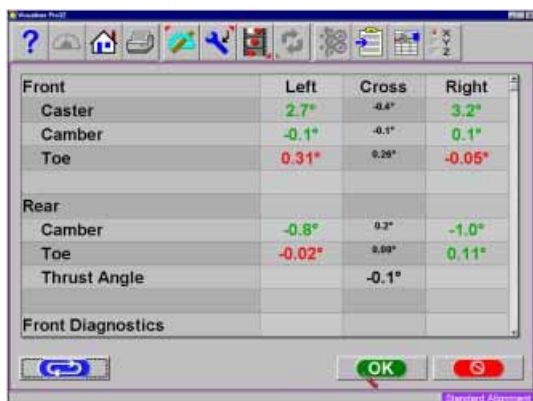 Visualiner Pro32
?
X
Y
Z
Front Left Cross Right
Caster 2.7° -0.4° 3.2°
Camber -0.1° -0.1° 0.1°
Toe 0.31° 0.26° -0.05°
Rear
Camber -0.8° 0.2° -1.0°
Toe -0.02° 0.09° 0.11°
Thrust Angle -0.1°
Front Diagnostics
OK
Standard Alignment